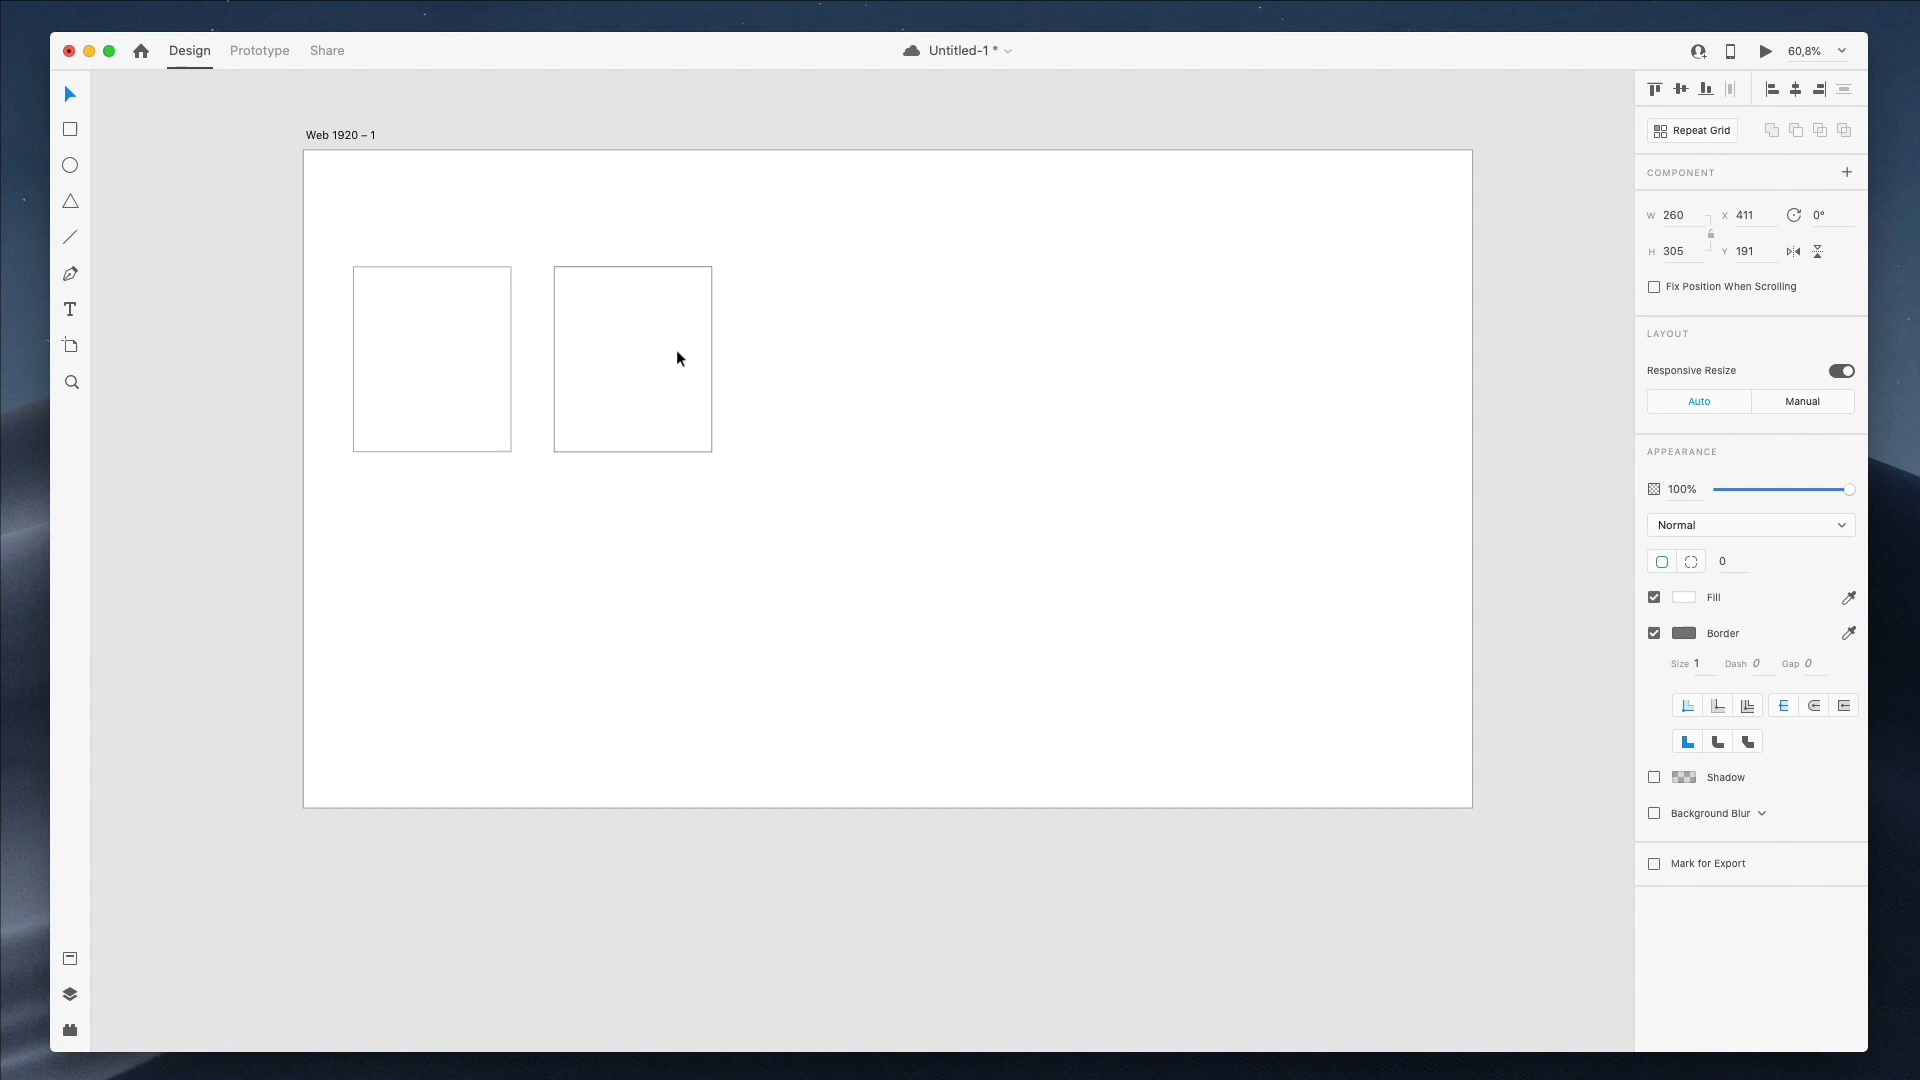 Design Prototype Share Untitled-1 * 60,8%
Web 1920 – 1
Repeat Grid
COMPONENT
W 260 X 411 0°
H 305 Y 191
Fix Position When Scrolling
LAYOUT
Responsive Resize
Auto Manual
APPEARANCE
100%
Normal
0
Fill
Border
Size 1 Dash 0 Gap 0
Shadow
Background Blur
Mark for Export